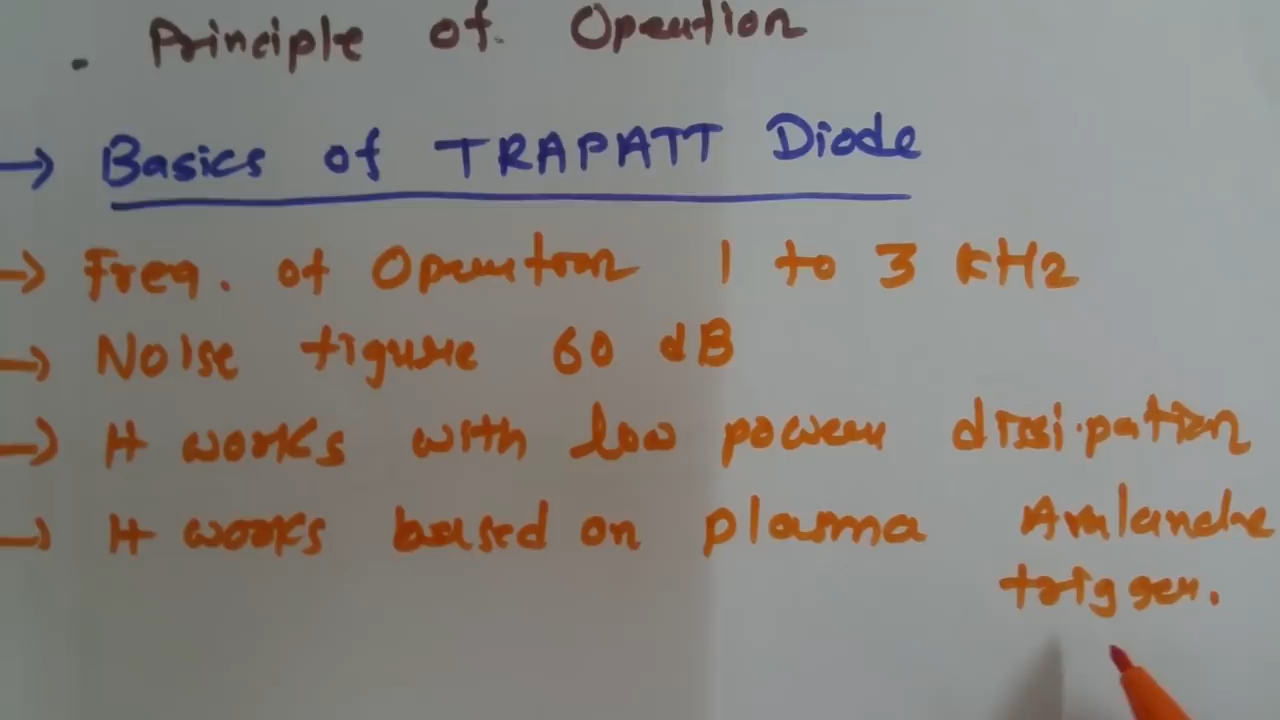 . Principle of Operation
→ Basics of TRAPATT Diode
→ Freq. of Operation 1 to 3 KHz
→ Noise figure 60 dB
→ It works with low power dissipation
→ It works based on plasma Avalanche
trigger.